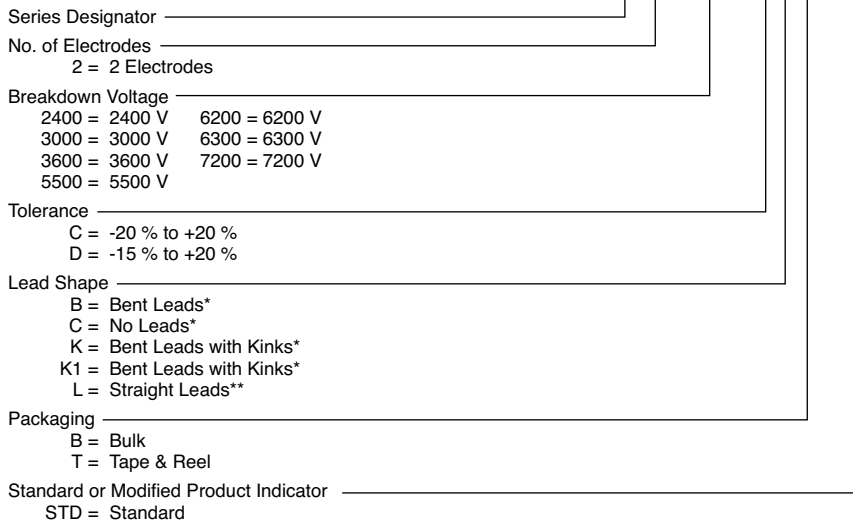 Series Designator
No. of Electrodes
2 = 2 Electrodes
Breakdown Voltage
2400 = 2400 V 6200 = 6200 V
3000 = 3000 V 6300 = 6300 V
3600 = 3600 V 7200 = 7200 V
5500 = 5500 V
Tolerance
C = -20 % to +20 %
D = -15 % to +20 %
Lead Shape
B = Bent Leads*
C = No Leads*
K = Bent Leads with Kinks*
K1 = Bent Leads with Kinks*
L = Straight Leads**
Packaging
B = Bulk
T = Tape & Reel
Standard or Modified Product Indicator
STD = Standard